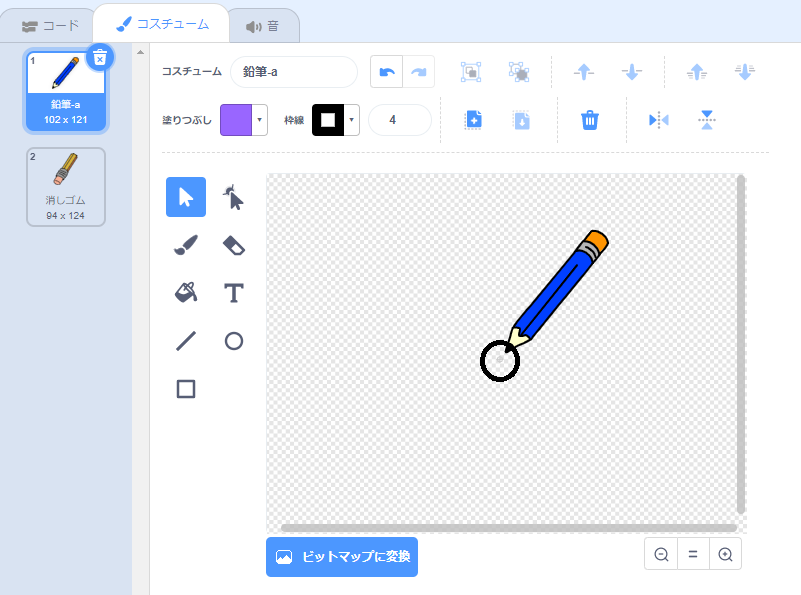 コード
コスチューム
音
1
鉛筆-a
102 x 121
2
消しゴム
94 x 124
コスチューム
鉛筆-a
塗りつぶし
枠線
4
T
ビットマップに変換